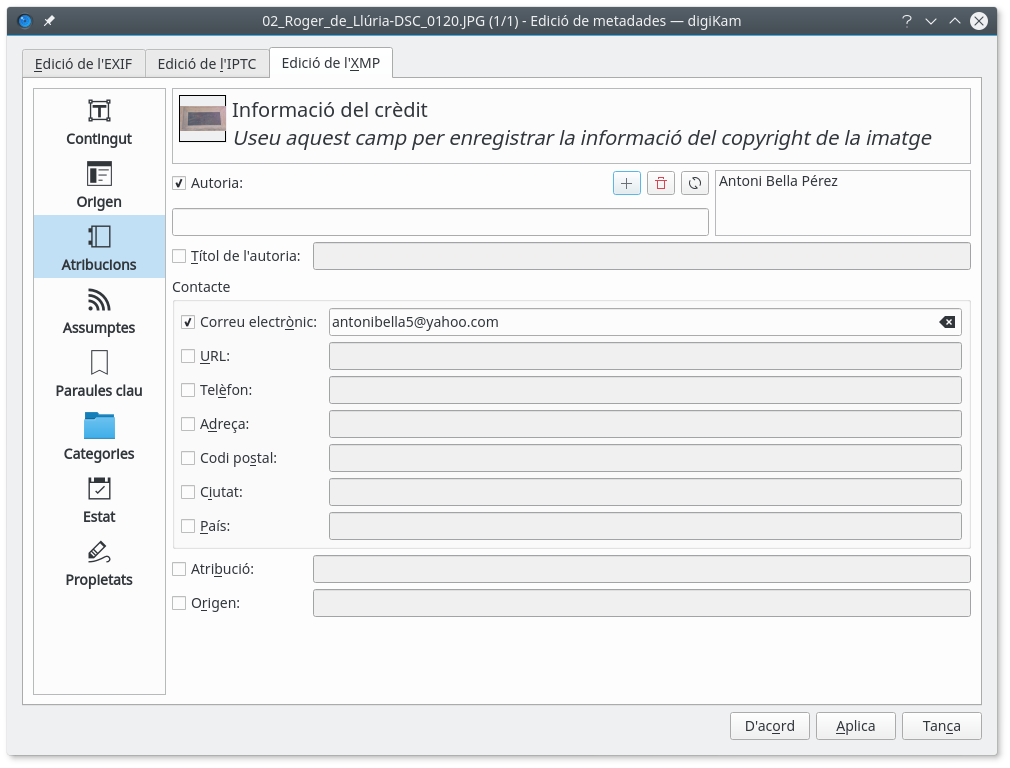 02_Roger_de_Llúria-DSC_0120.JPG (1/1) - Edició de metadades — digiKam
Edició de l'EXIF
Edició de l'IPTC
Edició de l'XMP
Contingut
Origen
Atribucions
Assumptes
Paraules clau
Categories
Estat
Propietats
Informació del crèdit
Useu aquest camp per enregistrar la informació del copyright de la imatge
Autoria:
Antoni Bella Pérez
Títol de l'autoria:
Contacte
Correu electrònic: antonibella5@yahoo.com
URL:
Telèfon:
Adreça:
Codi postal:
Ciutat:
País:
Atribució:
Origen:
D'acord
Aplica
Tanca